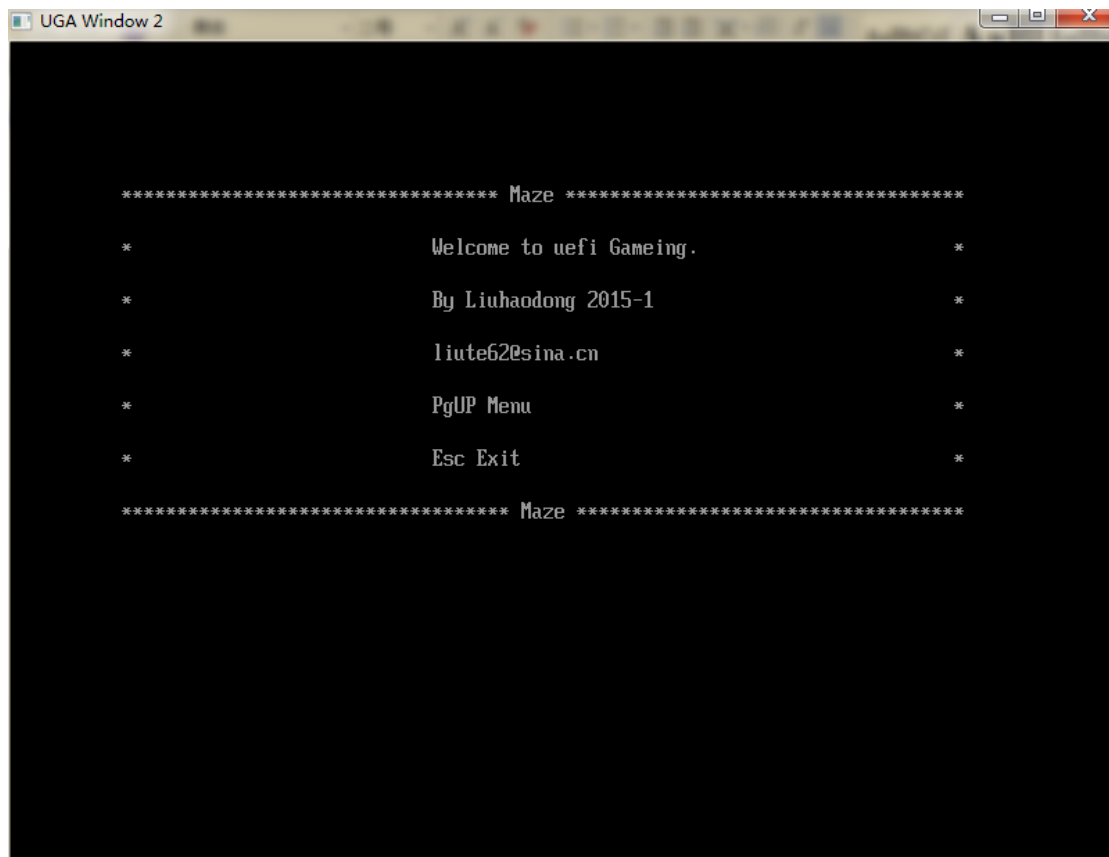 UGA Window 2
********************************** Maze ************************************
* Welcome to uefi Gameing. *
* By Liuhaodong 2015-1 *
* liute62@sina.cn *
* PgUP Menu *
* Esc Exit *
*********************************** Maze ***********************************